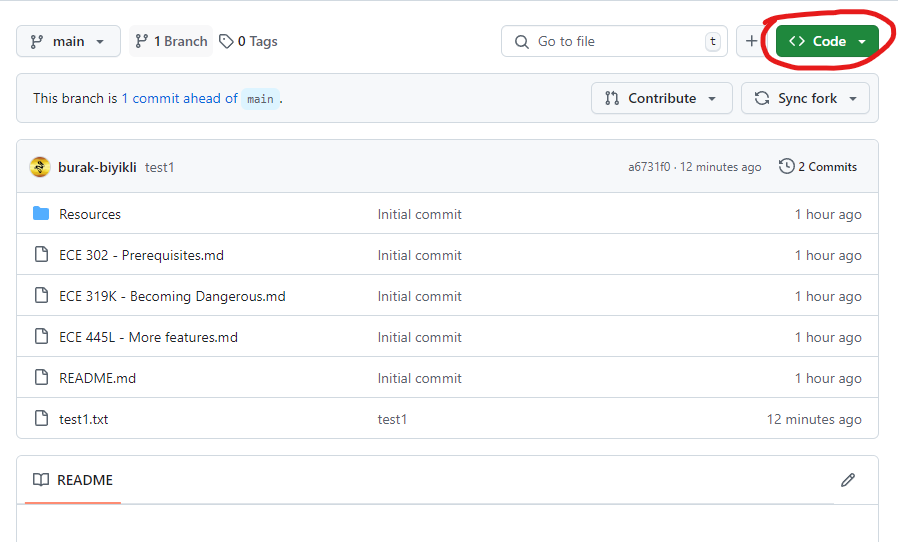 main 1 Branch 0 Tags Go to file t + <> Code
This branch is 1 commit ahead of main .
Contribute Sync fork
burak-biyikli test1 a6731f0 · 12 minutes ago 2 Commits
Resources Initial commit 1 hour ago
ECE 302 - Prerequisites.md Initial commit 1 hour ago
ECE 319K - Becoming Dangerous.md Initial commit 1 hour ago
ECE 445L - More features.md Initial commit 1 hour ago
README.md Initial commit 1 hour ago
test1.txt test1 12 minutes ago
README